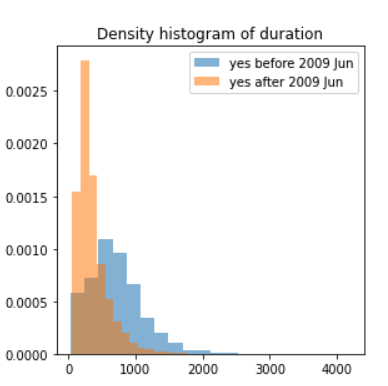 Density histogram of duration
yes before 2009 Jun
yes after 2009 Jun
0.0025
0.0020
0.0015
0.0010
0.0005
0.0000
0 1000 2000 3000 4000